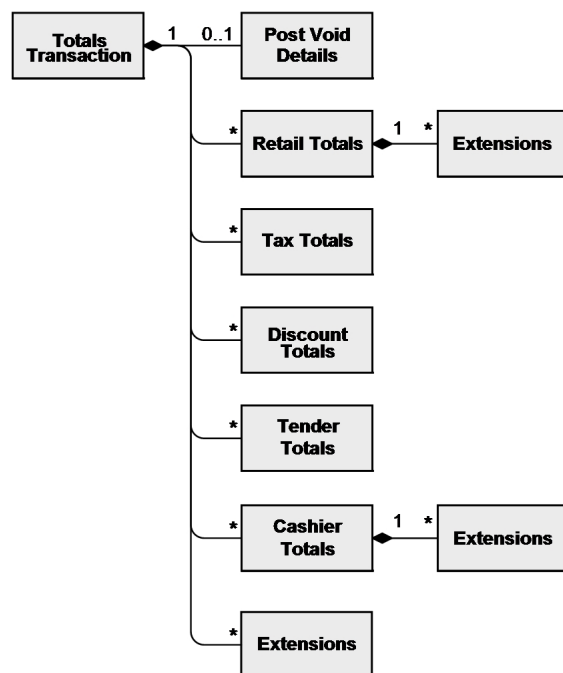 Totals
Transaction
1
0..1
Post Void
Details
*
Retail Totals
1
*
Extensions
*
Tax Totals
*
Discount
Totals
*
Tender
Totals
*
Cashier
Totals
1
*
Extensions
*
Extensions